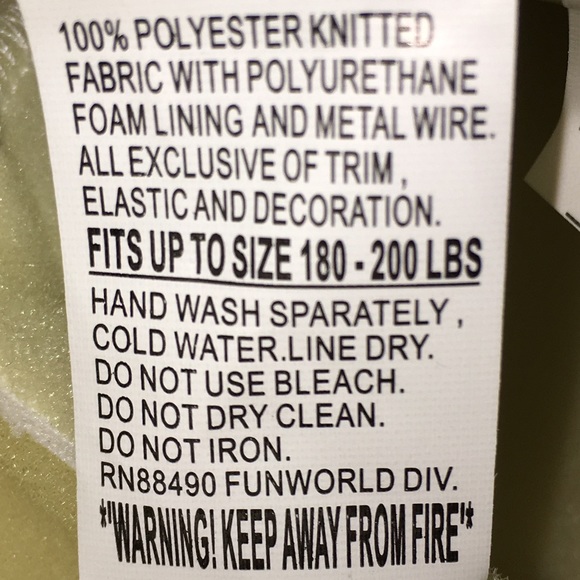 100% POLYESTER KNITTED
FABRIC WITH POLYURETHANE
FOAM LINING AND METAL WIRE.
ALL EXCLUSIVE OF TRIM ,
ELASTIC AND DECORATION.
FITS UP TO SIZE 180 - 200 LBS
HAND WASH SPARATELY ,
COLD WATER.LINE DRY.
DO NOT USE BLEACH.
DO NOT DRY CLEAN.
DO NOT IRON.
RN88490 FUNWORLD DIV.
*"WARNING! KEEP AWAY FROM FIRE"*